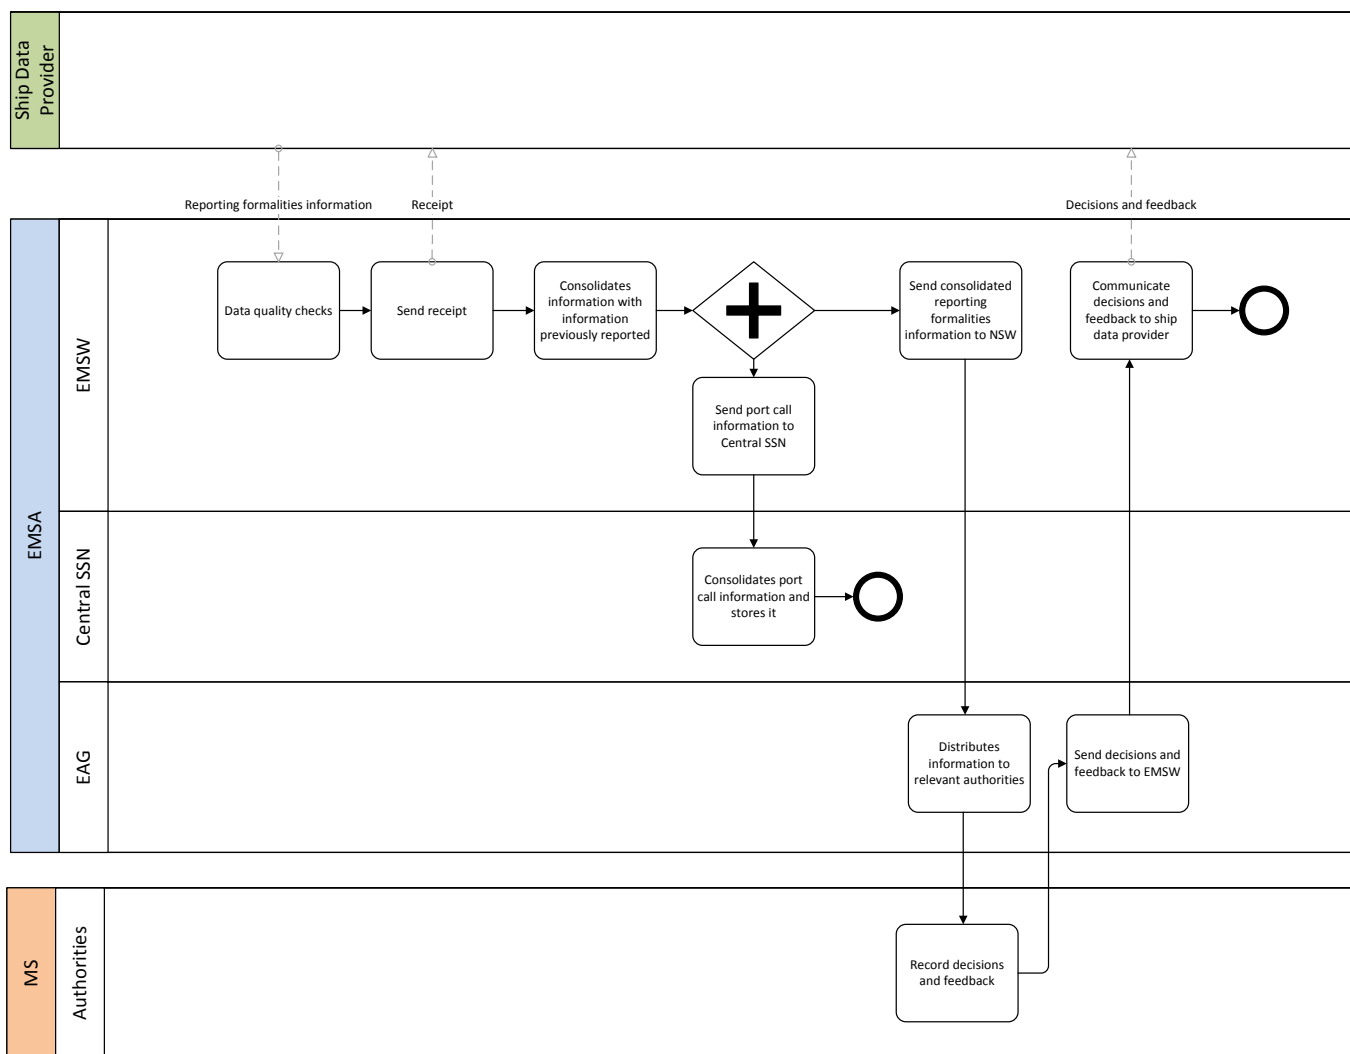 Ship Data
Provider
Reporting formalities information
Receipt
Decisions and feedback
EMSA
EMSW
Data quality checks
Send receipt
Consolidates
information with
information
previously reported
Send consolidated
reporting
formalities
information to NSW
Communicate
decisions and
feedback to ship
data provider
Send port call
information to
Central SSN
Central SSN
Consolidates port
call information and
stores it
EAG
Distributes
information to
relevant authorities
Send decisions and
feedback to EMSW
MS
Authorities
Record decisions
and feedback